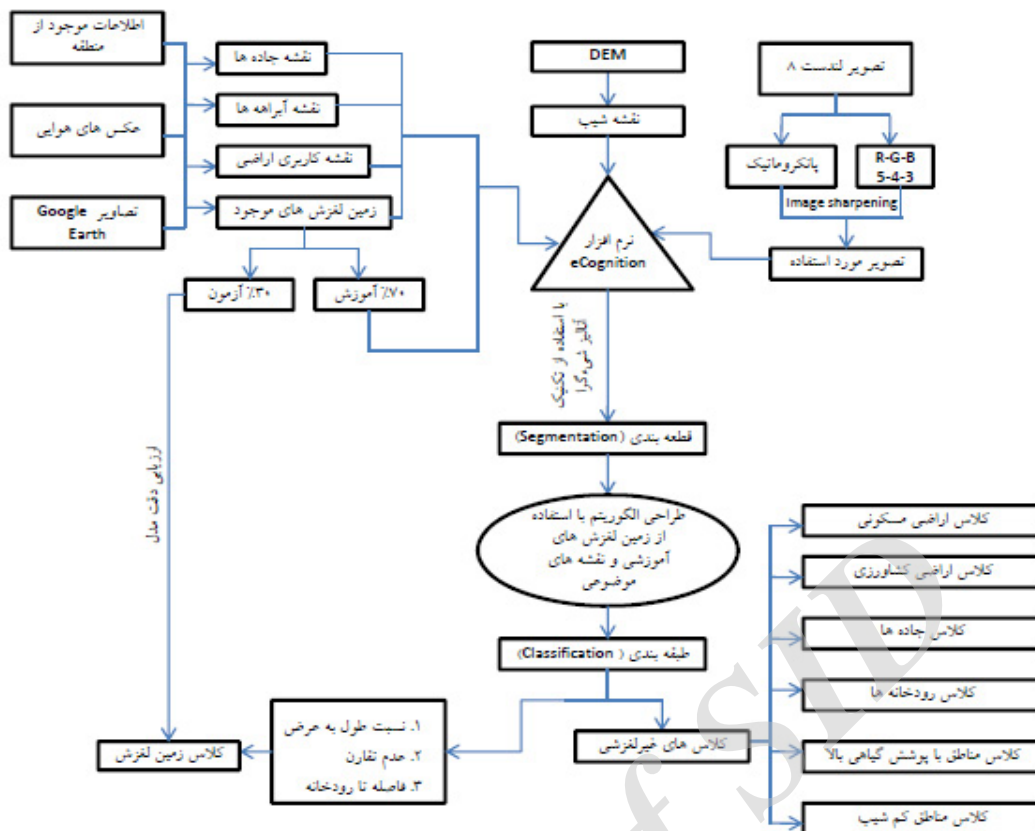 اطلاعات موجود از
منطقه
عکس های هوایی
تصاویر Google
Earth
نقشه جاده ها
نقشه آبراهه ها
نقشه کاربری اراضی
زمین لغزش های موجود
۳۰٪ آزمون
۷۰٪ آموزش
DEM
نقشه شیب
تصویر لندست ۸
پانکروماتیک
R-G-B
5-4-3
Image sharpening
تصویر مورد استفاده
نرم افزار
eCognition
با استفاده از تکنیک
آنالیز شیءگرا
قطعه بندی (Segmentation)
طراحی الگوریتم با استفاده
از زمین لغزش های
آموزشی و نقشه های
موضوعی
طبقه بندی (Classification)
کلاس های غیرلغزشی
کلاس اراضی مسکونی
کلاس اراضی کشاورزی
کلاس جاده ها
کلاس رودخانه ها
کلاس مناطق با پوشش گیاهی بالا
کلاس مناطق کم شیب
۱. نسبت طول به عرض
۲. عدم تقارن
۳. فاصله تا رودخانه
کلاس زمین لغزش
ارزیابی دقت مدل
f SID